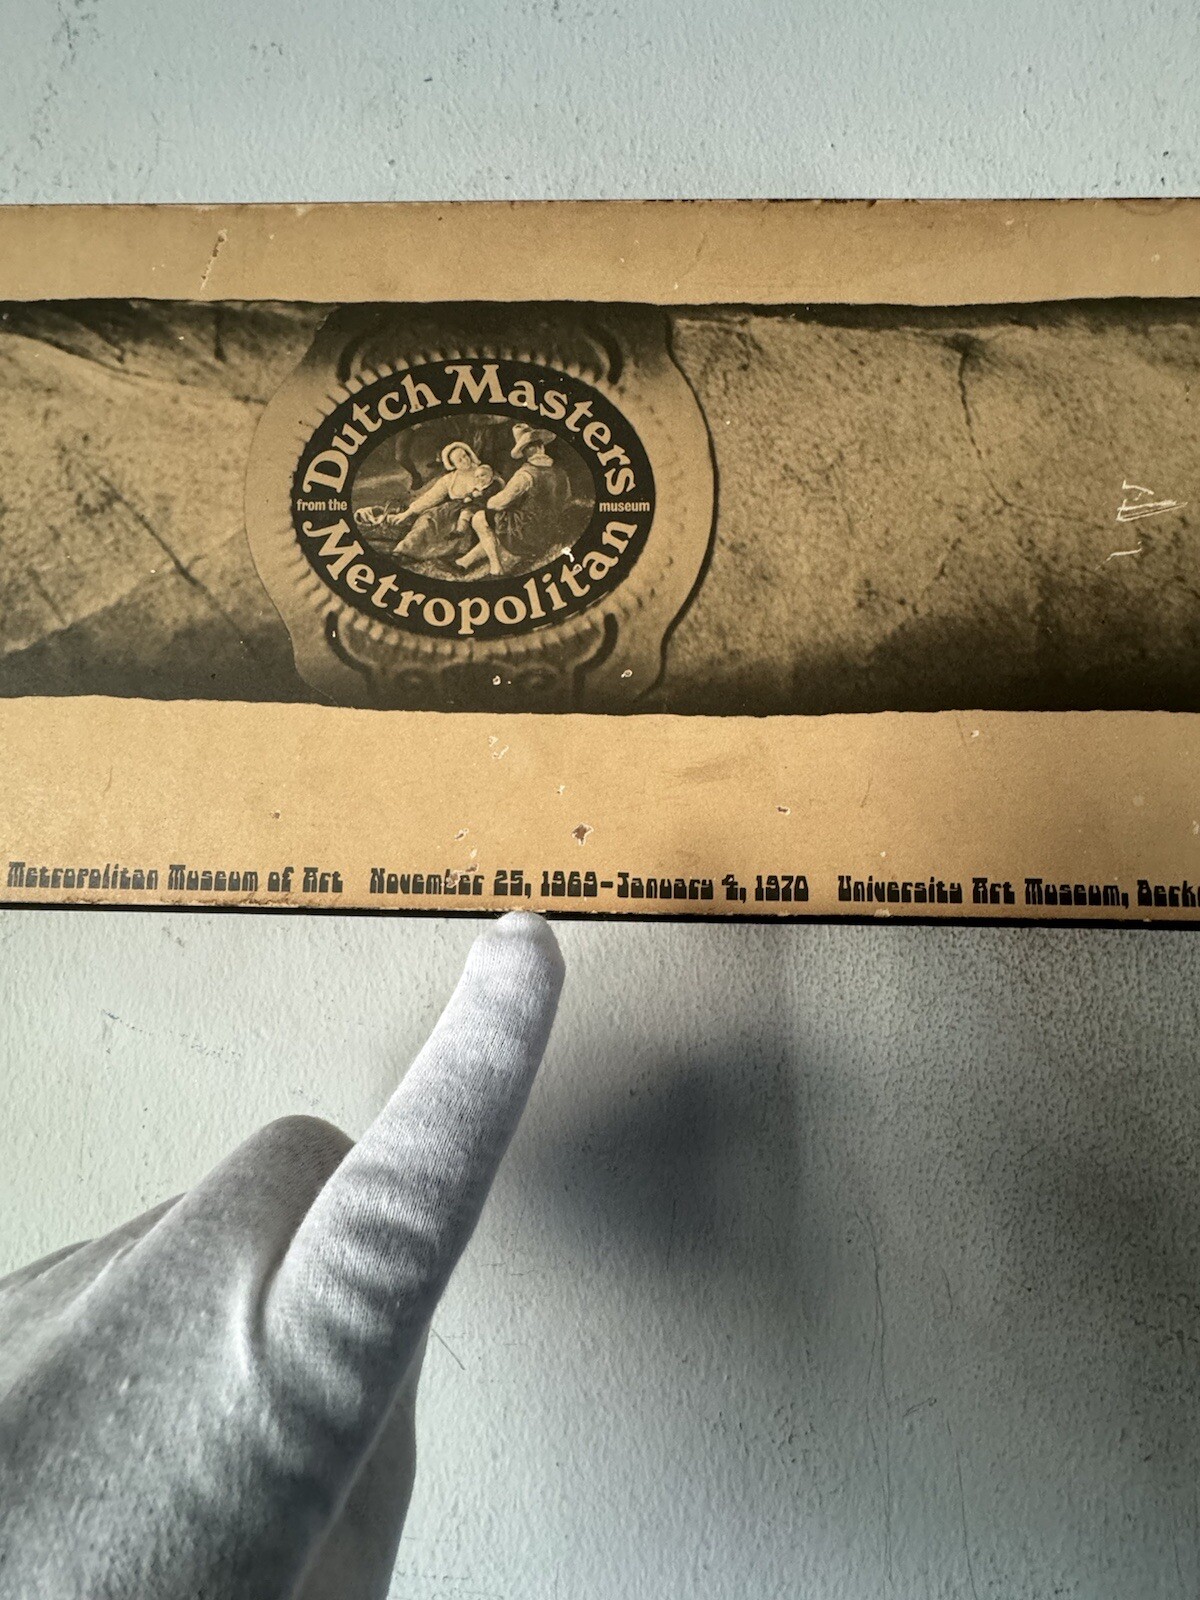 Dutch Masters
from the museum
Metropolitan
Metropolitan Museum of Art November 25, 1969-January 4, 1970 University Art Museum,